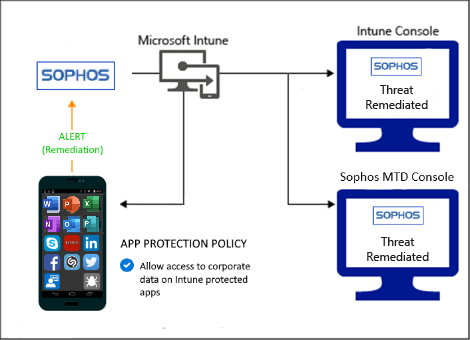 Microsoft Intune
Intune Console
SOPHOS
SOPHOS
Threat
Remediated
ALERT
(Remediation)
Sophos MTD Console
SOPHOS
Threat
Remediated
APP PROTECTION POLICY
Allow access to corporate
data on Intune protected
apps